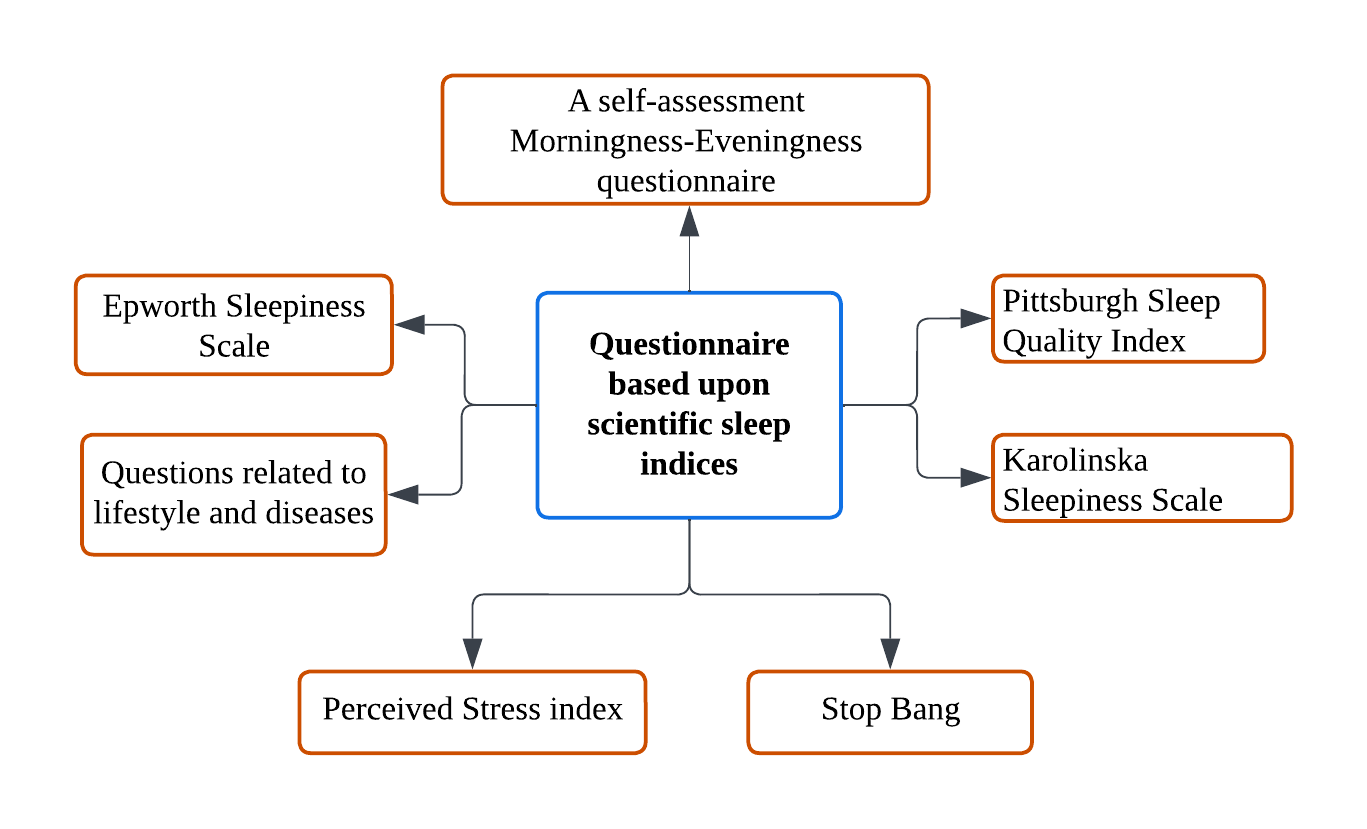 A self-assessment
Morningness-Eveningness
questionnaire
Epworth Sleepiness
Scale
Pittsburgh Sleep
Quality Index
Questionnaire
based upon
scientific sleep
indices
Questions related to
lifestyle and diseases
Karolinska
Sleepiness Scale
Perceived Stress index
Stop Bang